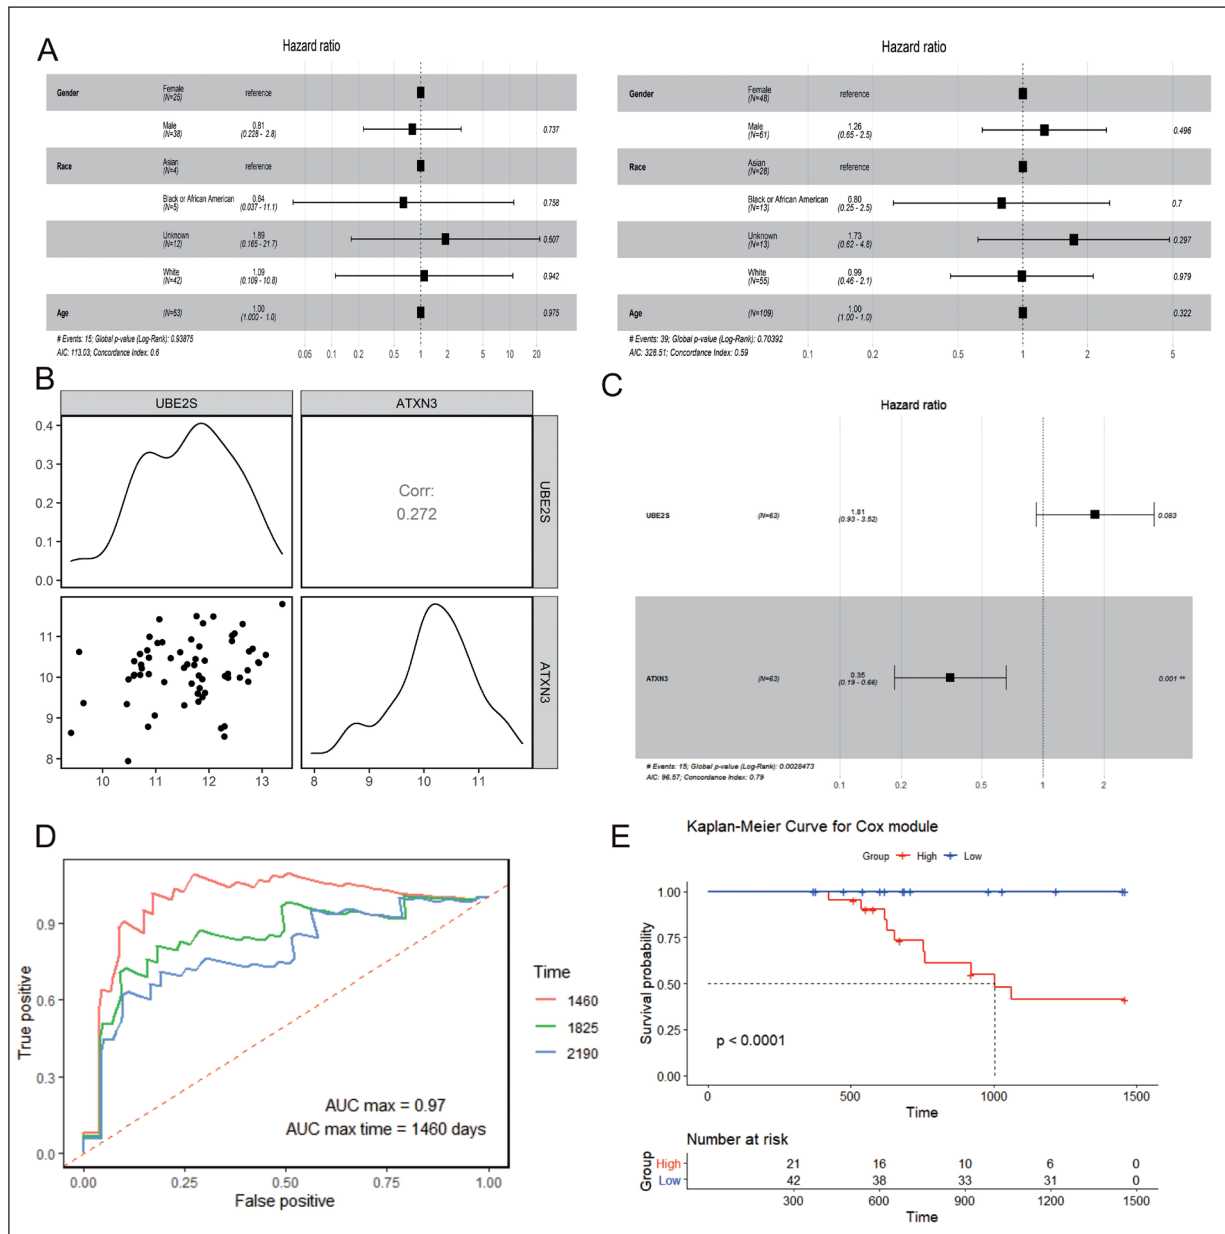 A
Hazard ratio
Gender Female (N=25) reference
Male (N=38) 0.81 (0.228 - 2.8) 0.737
Race Asian (N=4) reference
Black or African American (N=5) 0.64 (0.037 - 11.1) 0.758
Unknown (N=12) 1.89 (0.165 - 21.7) 0.607
White (N=42) 1.09 (0.109 - 10.8) 0.942
Age (N=53) 1.00 (1.000 - 1.0) 0.975
# Events: 15; Global p-value (Log-Rank): 0.93875
AIC: 113.03; Concordance Index: 0.6
0.05 0.1 0.2 0.5 1 2 5 10 20
Hazard ratio
Gender Female (N=48) reference
Male (N=61) 1.26 (0.65 - 2.5) 0.496
Race Asian (N=28) reference
Black or African American (N=13) 0.80 (0.25 - 2.5) 0.7
Unknown (N=13) 1.73 (0.62 - 4.8) 0.297
White (N=55) 0.99 (0.46 - 2.1) 0.979
Age (N=109) 1.00 (1.00 - 1.0) 0.322
# Events: 39; Global p-value (Log-Rank): 0.70392
AIC: 328.51; Concordance Index: 0.59
0.1 0.2 0.5 1 2 5
B
UBE2S ATXN3
0.4
0.3
0.2
0.1
0.0
Corr:
0.272
UBE2S
11
10
9
8
ATXN3
10 11 12 13
8 9 10 11
C
Hazard ratio
UBE2S (N=63) 1.81 (0.93 - 3.52) 0.083
ATXN3 (N=63) 0.35 (0.19 - 0.66) 0.001 **
# Events: 15; Global p-value (Log-Rank): 0.0028473
AIC: 96.57; Concordance Index: 0.79
0.1 0.2 0.5 1 2
D
True positive
0.9
0.6
0.3
0.0
Time
1460
1825
2190
AUC max = 0.97
AUC max time = 1460 days
0.00 0.25 0.50 0.75 1.00
False positive
E
Kaplan-Meier Curve for Cox module
Group High Low
Survival probability
1.00
0.75
0.50
0.25
0.00
p < 0.0001
0 500 1000 1500
Time
Number at risk
Group
High 21 16 10 6 0
Low 42 38 33 31 0
300 600 900 1200 1500
Time